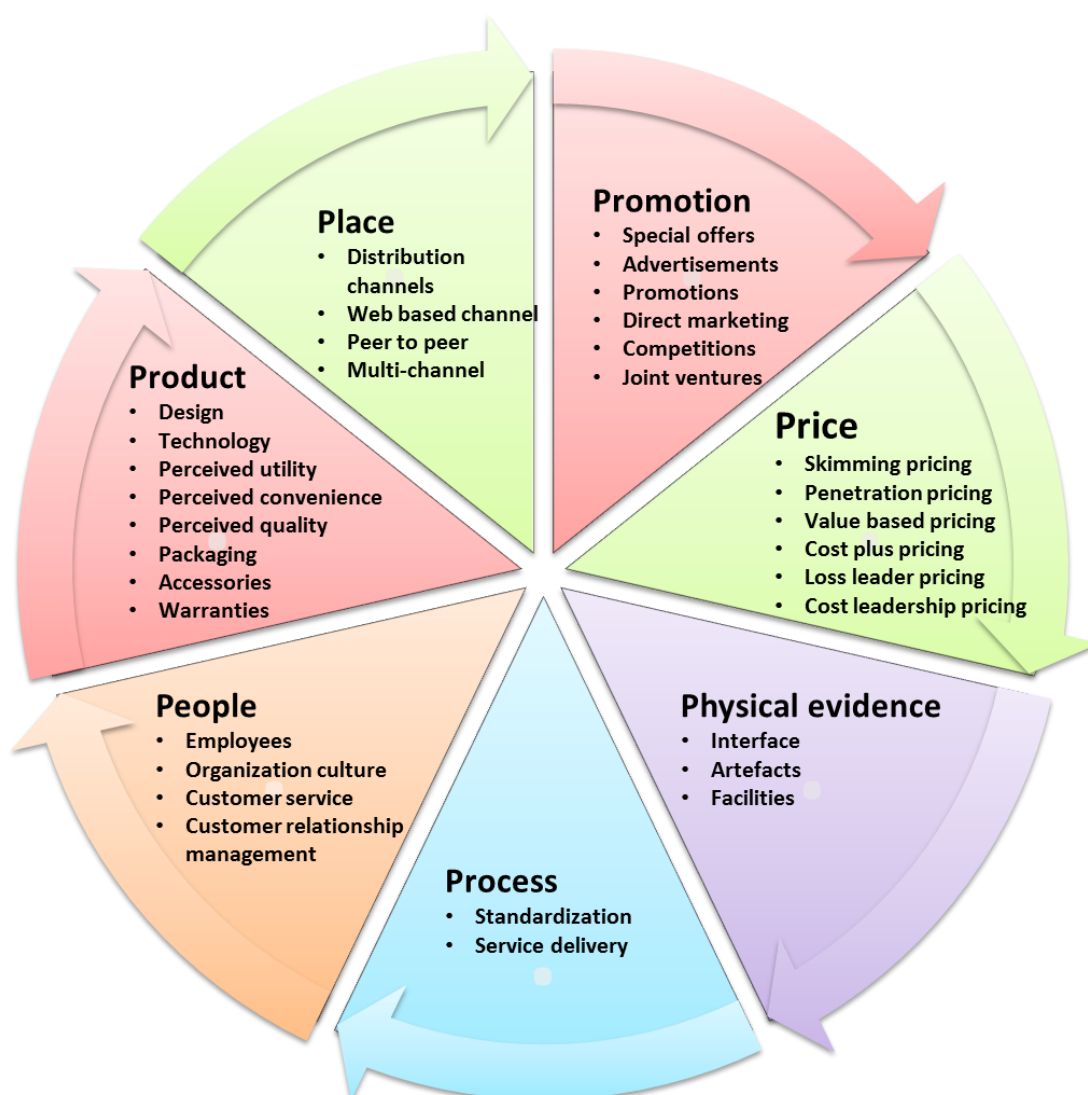 Place
• Distribution
channels
• Web based channel
• Peer to peer
• Multi-channel
Promotion
• Special offers
• Advertisements
• Promotions
• Direct marketing
• Competitions
• Joint ventures
Price
• Skimming pricing
• Penetration pricing
• Value based pricing
• Cost plus pricing
• Loss leader pricing
• Cost leadership pricing
Physical evidence
• Interface
• Artefacts
• Facilities
Process
• Standardization
• Service delivery
People
• Employees
• Organization culture
• Customer service
• Customer relationship
management
Product
• Design
• Technology
• Perceived utility
• Perceived convenience
• Perceived quality
• Packaging
• Accessories
• Warranties